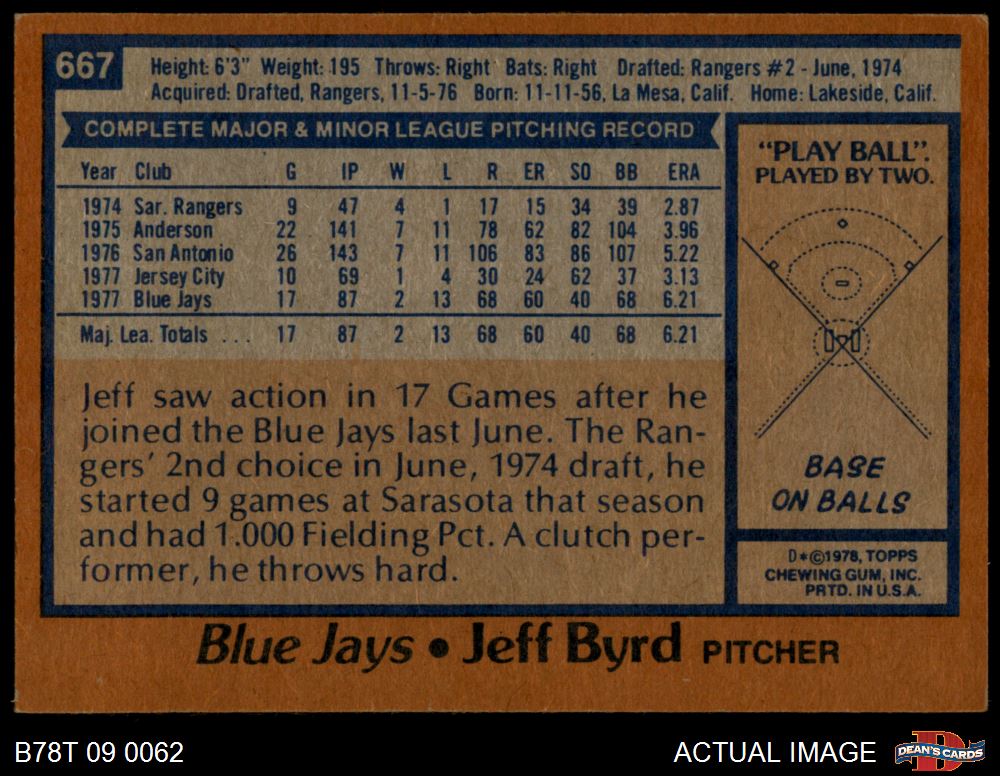 667
Height: 6'3" Weight: 195 Throws: Right Bats: Right Drafted: Rangers #2 - June, 1974
Acquired: Drafted, Rangers, 11-5-76 Born: 11-11-56, La Mesa, Calif. Home: Lakeside, Calif.
COMPLETE MAJOR & MINOR LEAGUE PITCHING RECORD
Year Club G IP W L R ER SO BB ERA
1974 Sar. Rangers 9 47 4 1 17 15 34 39 2.87
1975 Anderson 22 141 7 11 78 62 82 104 3.96
1976 San Antonio 26 143 7 11 106 83 86 107 5.22
1977 Jersey City 10 69 1 4 30 24 62 37 3.13
1977 Blue Jays 17 87 2 13 68 60 40 68 6.21
Maj. Lea. Totals . . . 17 87 2 13 68 60 40 68 6.21
Jeff saw action in 17 Games after he
joined the Blue Jays last June. The Ran-
gers' 2nd choice in June, 1974 draft, he
started 9 games at Sarasota that season
and had 1.000 Fielding Pct. A clutch per-
former, he throws hard.
"PLAY BALL".
PLAYED BY TWO.
BASE
ON BALLS
D*©1978, TOPPS
CHEWING GUM, INC.
PRTD. IN U.S.A.
Blue Jays • Jeff Byrd PITCHER
B78T 09 0062
ACTUAL IMAGE
D
DEAN'S CARDS